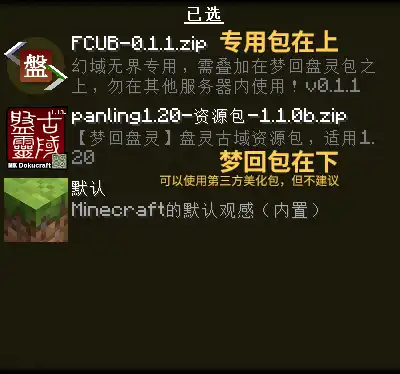 已选
FCUB-0.1.1.zip 专用包在上
幻域无界专用，需叠加在梦回盘灵包之
上，勿在其他服务器内使用！v0.1.1
盤
panling1.20-资源包-1.1.0b.zip
【梦回盘灵】盘灵古域资源包，适用1.
20
梦回包在下
可以使用第三方美化包，但不建议
盤古
靈域
MK Dokucraft
默认
Minecraft的默认观感（内置）